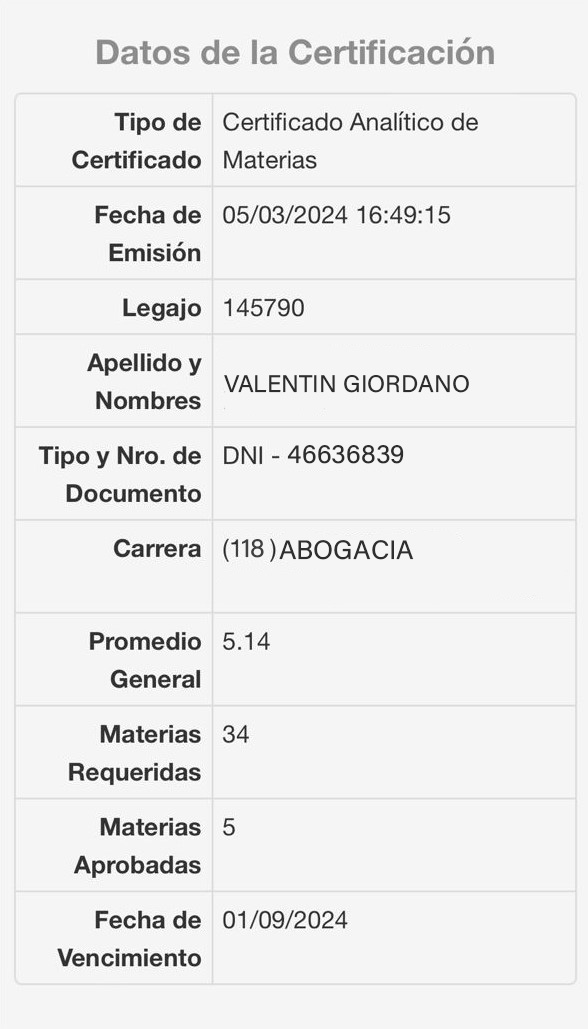 Datos de la Certificación
Tipo de Certificado Analítico de
Certificado Materias
Fecha de 05/03/2024 16:49:15
Emisión
Legajo 145790
Apellido y
Nombres VALENTIN GIORDANO
Tipo y Nro. de DNI - 46636839
Documento
Carrera (118 ) ABOGACIA
Promedio 5.14
General
Materias 34
Requeridas
Materias 5
Aprobadas
Fecha de 01/09/2024
Vencimiento